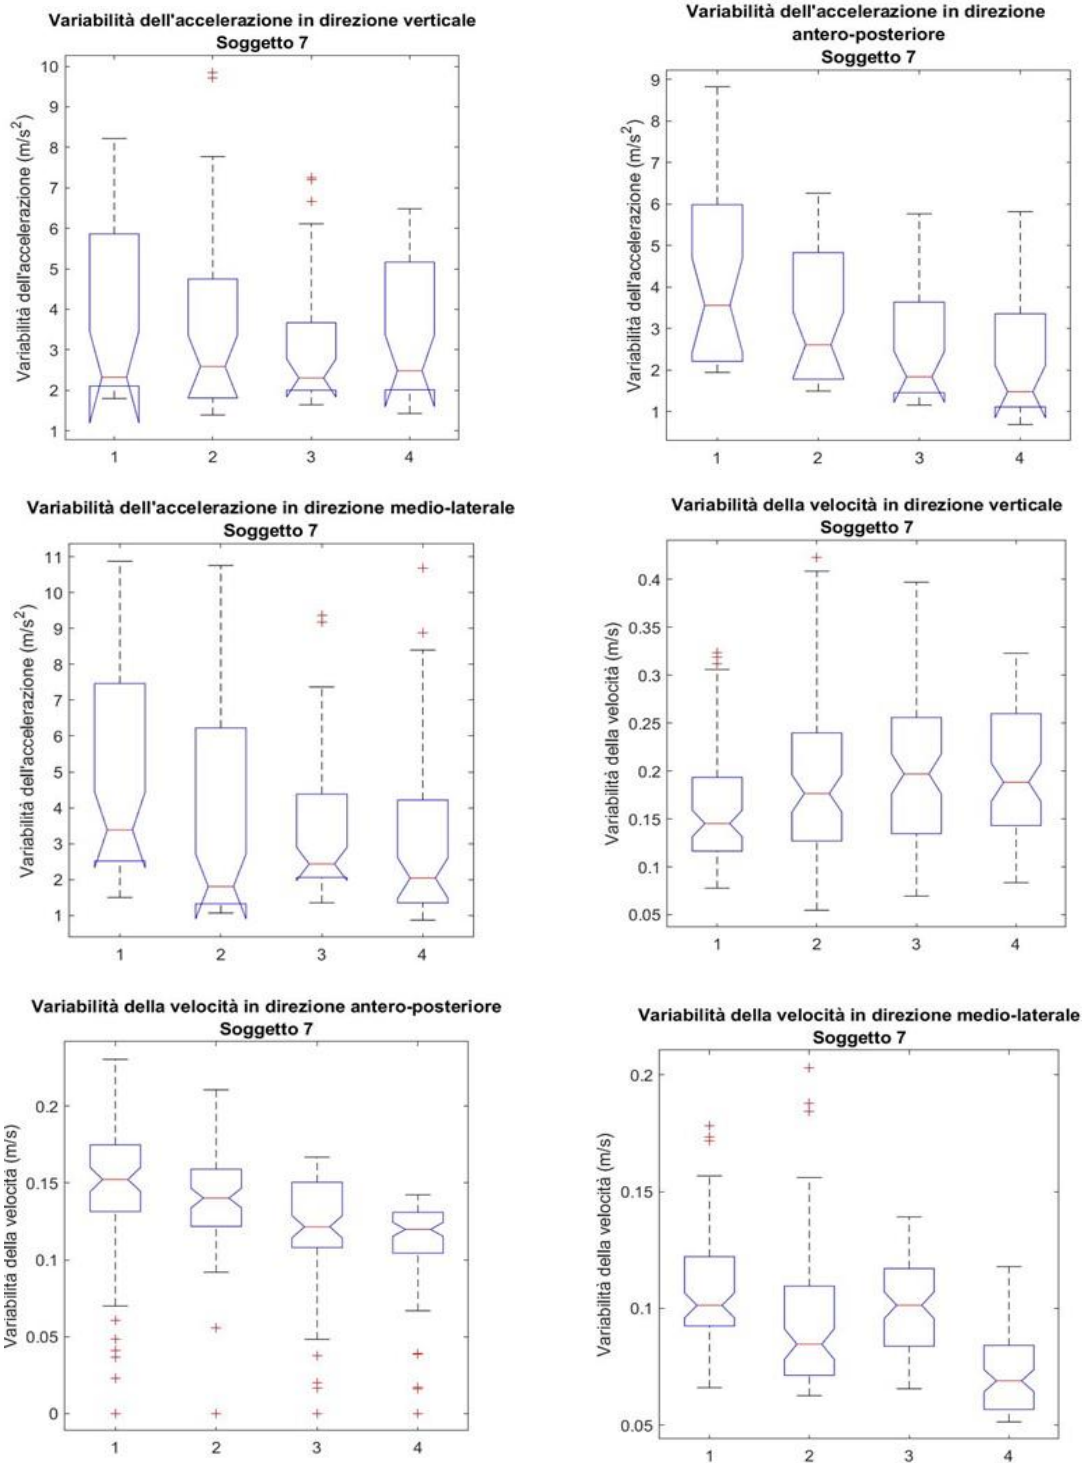 Variabilità dell'accelerazione in direzione verticale
Soggetto 7
Variabilità dell'accelerazione (m/s²)
10
9
8
7
6
5
4
3
2
1
1 2 3 4
Variabilità dell'accelerazione in direzione
antero-posteriore
Soggetto 7
Variabilità dell'accelerazione (m/s²)
9
8
7
6
5
4
3
2
1
1 2 3 4
Variabilità dell'accelerazione in direzione medio-laterale
Soggetto 7
Variabilità dell'accelerazione (m/s²)
11
10
9
8
7
6
5
4
3
2
1
1 2 3 4
Variabilità della velocità in direzione verticale
Soggetto 7
Variabilità della velocità (m/s)
0.4
0.35
0.3
0.25
0.2
0.15
0.1
0.05
1 2 3 4
Variabilità della velocità in direzione antero-posteriore
Soggetto 7
Variabilità della velocità (m/s)
0.2
0.15
0.1
0.05
0
1 2 3 4
Variabilità della velocità in direzione medio-laterale
Soggetto 7
Variabilità della velocità (m/s)
0.2
0.15
0.1
0.05
1 2 3 4